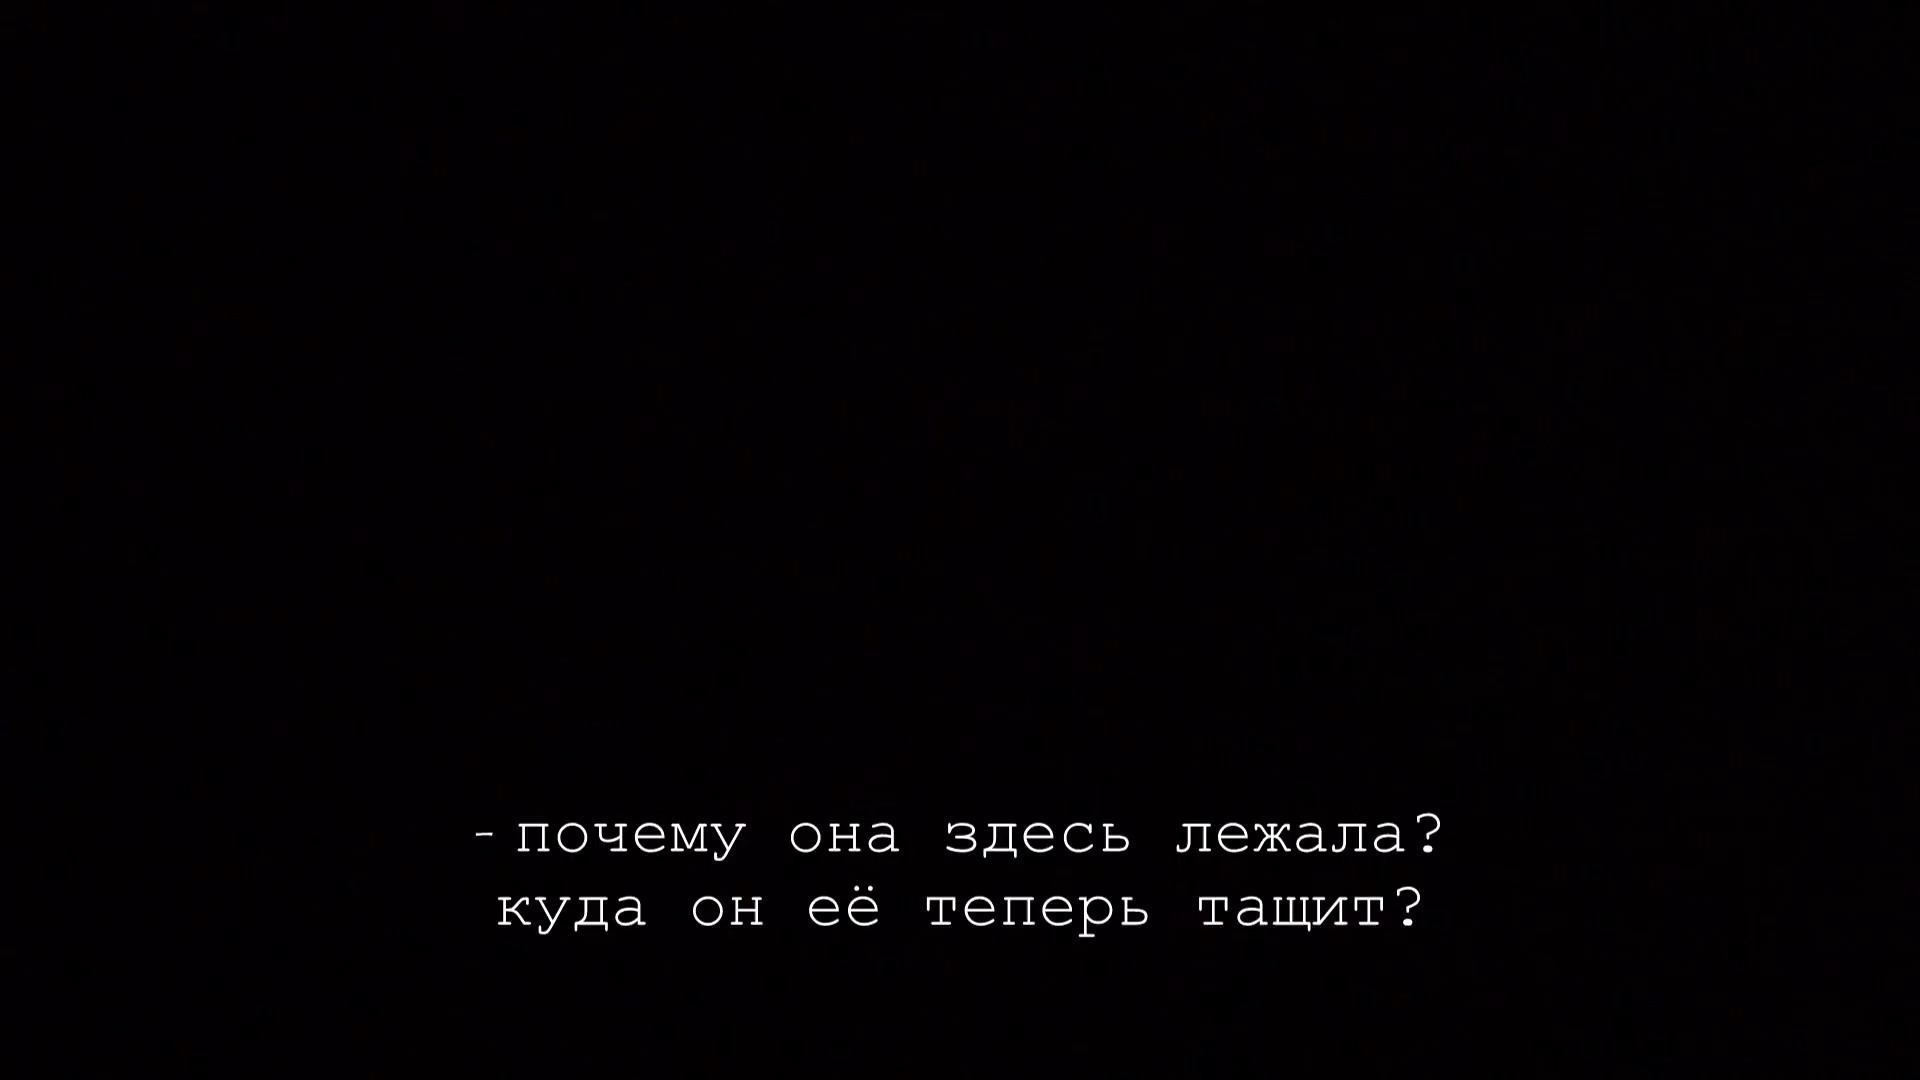 - почему она здесь лежала?
куда он её теперь тащит?